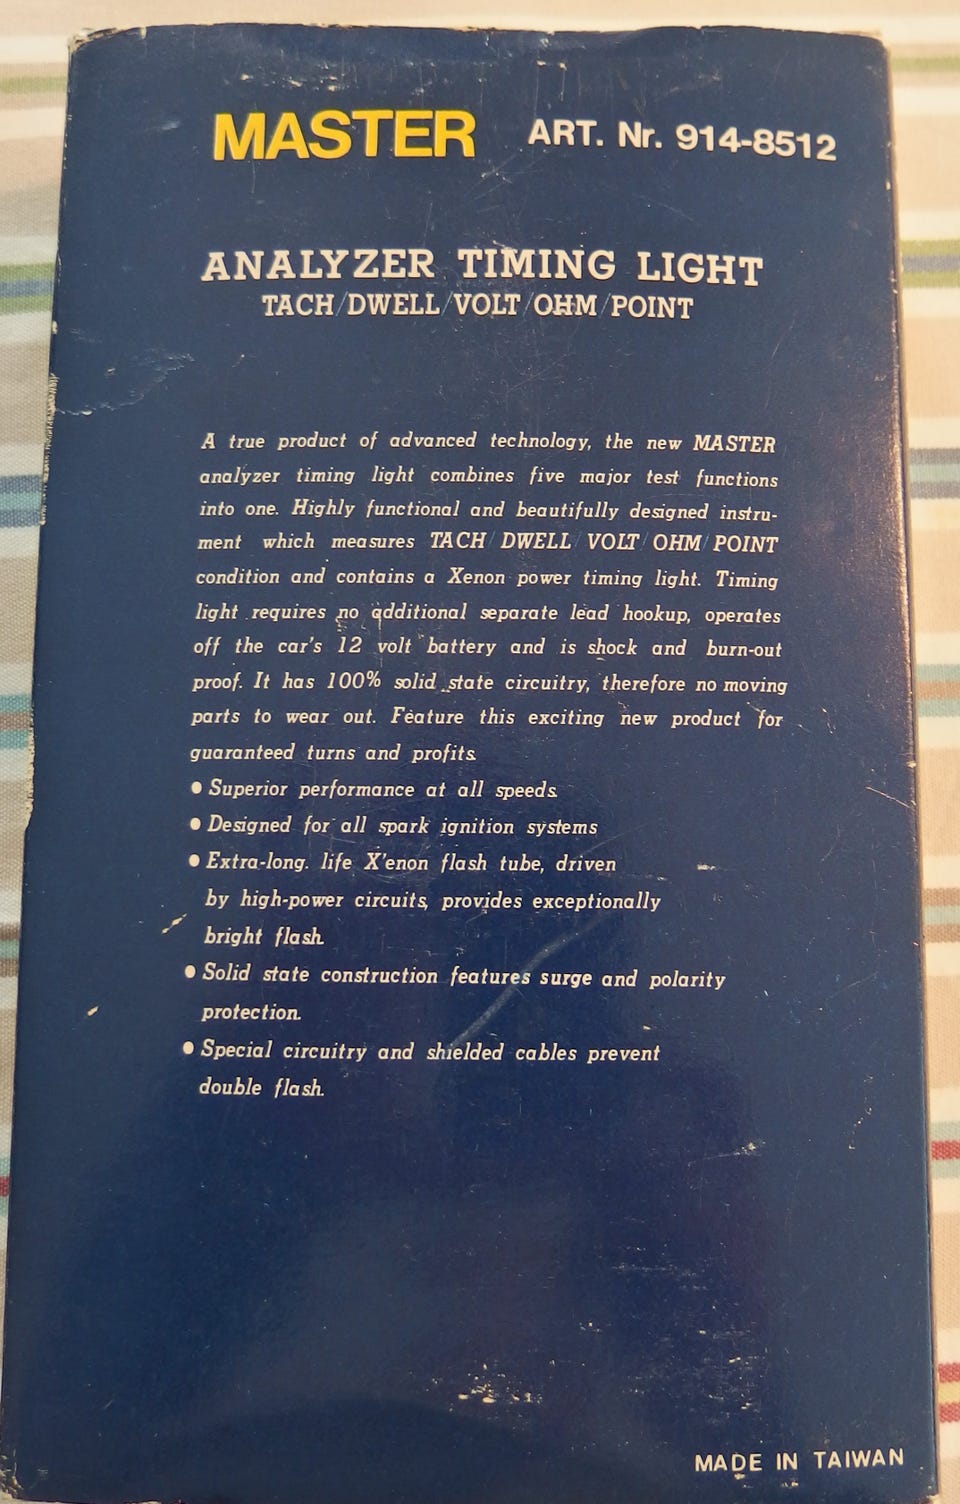 MASTER ART. Nr. 914-8512
ANALYZER TIMING LIGHT
TACH/DWELL/VOLT/OHM/POINT
A true product of advanced technology, the new MASTER
analyzer timing light combines five major test functions
into one. Highly functional and beautifully designed instru-
ment which measures TACH/DWELL/VOLT/OHM/POINT
condition and contains a Xenon power timing light. Timing
light requires no additional separate lead hookup, operates
off the car's 12 volt battery and is shock and burn-out
proof. It has 100% solid state circuitry, therefore no moving
parts to wear out. Feature this exciting new product for
guaranteed turns and profits.
● Superior performance at all speeds.
● Designed for all spark ignition systems
● Extra-long. life X'enon flash tube, driven
by high-power circuits, provides exceptionally
bright flash.
● Solid state construction features surge and polarity
protection.
● Special circuitry and shielded cables prevent
double flash.
MADE IN TAIWAN